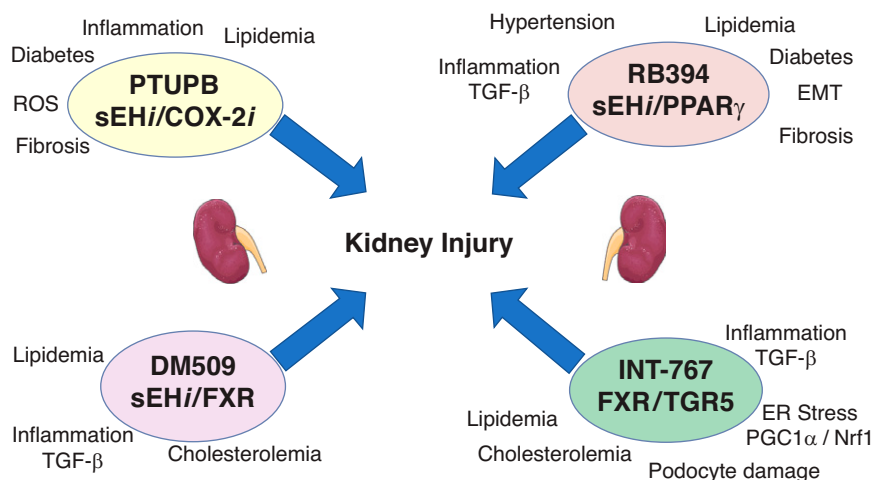 Inflammation
Lipidemia
Diabetes
ROS
Fibrosis
PTUPB
sEHi/COX-2i
Hypertension
Lipidemia
Inflammation
TGF-β
Diabetes
EMT
Fibrosis
RB394
sEHi/PPARγ
Kidney Injury
Lipidemia
DM509
sEHi/FXR
Inflammation
TGF-β
Cholesterolemia
Inflammation
TGF-β
INT-767
FXR/TGR5
Lipidemia
Cholesterolemia
ER Stress
PGC1α / Nrf1
Podocyte damage